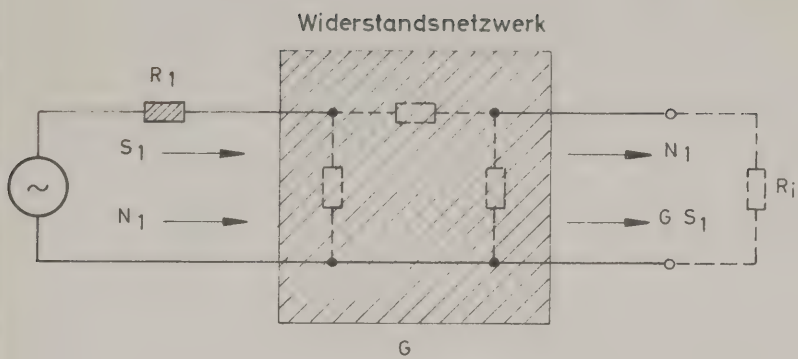 Widerstandsnetzwerk
R1
S1
N1
N1
G S1
Ri
~
G